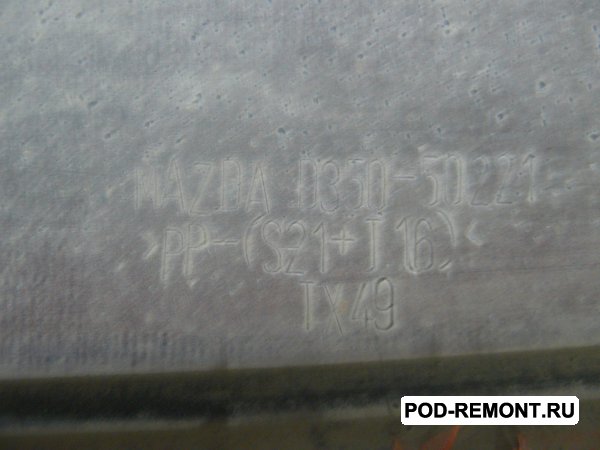 MAZDA D350-50221
>PP-(S21+T16)<
TX49
POD-REMONT.RU